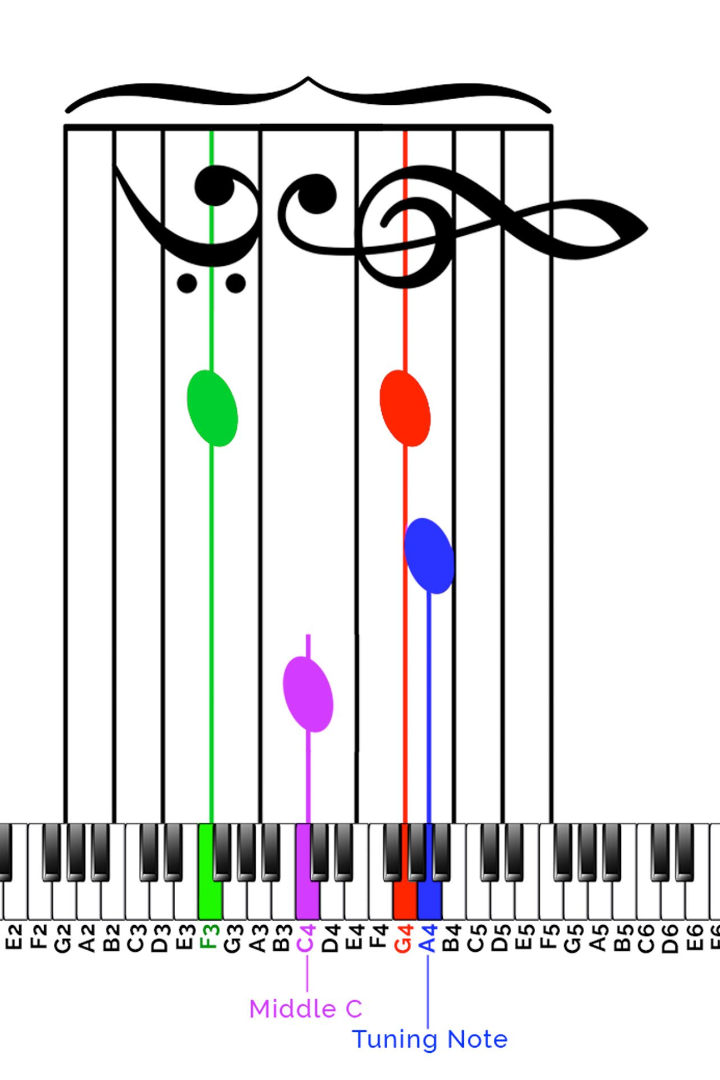 E2 F2 G2 A2 B2 C3 D3 E3 F3 G3 A3 B3 C4 D4 E4 F4 G4 A4 B4 C5 D5 E5 F5 G5 A5 B5 C6 D6 E6
Middle C
Tuning Note